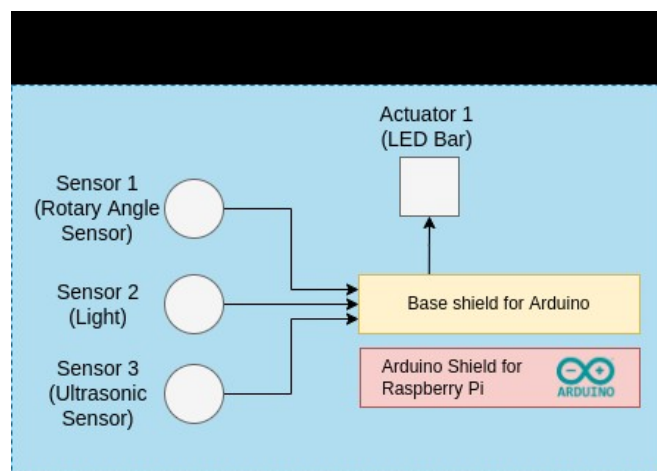 Actuator 1
(LED Bar)
Sensor 1
(Rotary Angle
Sensor)
Sensor 2
(Light)
Base shield for Arduino
Sensor 3
(Ultrasonic
Sensor)
Arduino Shield for
Raspberry Pi
ARDUINO